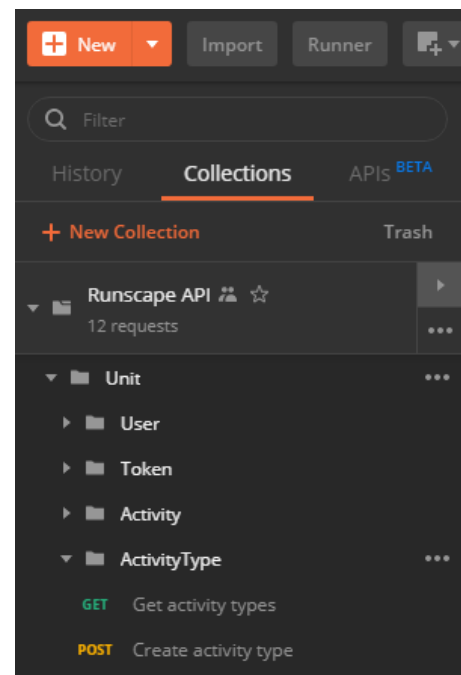 New Import Runner
Filter
History Collections APIs BETA
+ New Collection Trash
Runscape API
12 requests
Unit
User
Token
Activity
ActivityType
GET Get activity types
POST Create activity type